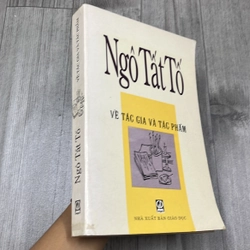 Ngô Tất Tố
VỀ TÁC GIA VÀ TÁC PHẨM
NHÀ XUẤT BẢN GIÁO DỤC
Ngô Tất Tố